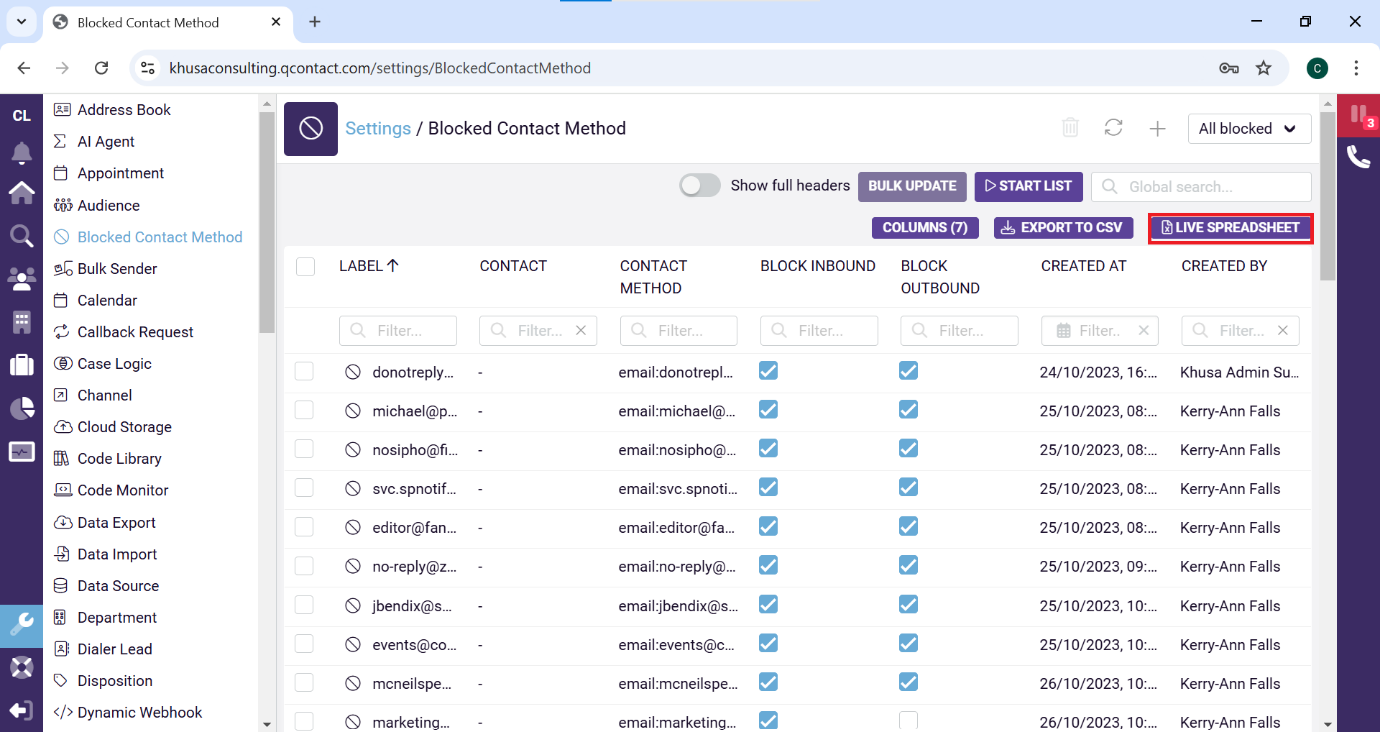 Blocked Contact Method
khusaconsulting.qcontact.com/settings/BlockedContactMethod
C
CL
Address Book
AI Agent
Appointment
Audience
Blocked Contact Method
Bulk Sender
Calendar
Callback Request
Case Logic
Channel
Cloud Storage
Code Library
Code Monitor
Data Export
Data Import
Data Source
Department
Dialer Lead
Disposition
</> Dynamic Webhook
Settings / Blocked Contact Method
All blocked
3
Show full headers
BULK UPDATE
START LIST
Global search...
COLUMNS (7)
EXPORT TO CSV
LIVE SPREADSHEET
LABEL CONTACT CONTACT METHOD BLOCK INBOUND BLOCK OUTBOUND CREATED AT CREATED BY
Filter... Filter... Filter... Filter... Filter... Filter.. Filter...
donotreply... - email:donotrepl... 24/10/2023, 16:... Khusa Admin Su...
michael@p... - email:michael@... 25/10/2023, 08:... Kerry-Ann Falls
nosipho@fi... - email:nosipho@... 25/10/2023, 08:... Kerry-Ann Falls
svc.spnotif... - email:svc.spnoti... 25/10/2023, 08:... Kerry-Ann Falls
editor@fan... - email:editor@fa... 25/10/2023, 08:... Kerry-Ann Falls
no-reply@z... - email:no-reply@... 25/10/2023, 09:... Kerry-Ann Falls
jbendix@s... - email:jbendix@s... 25/10/2023, 10:... Kerry-Ann Falls
events@co... - email:events@c... 25/10/2023, 10:... Kerry-Ann Falls
mcneilspe... - email:mcneilspe... 26/10/2023, 10:... Kerry-Ann Falls
marketing... - email:marketing... 26/10/2023, 10:... Kerry-Ann Falls